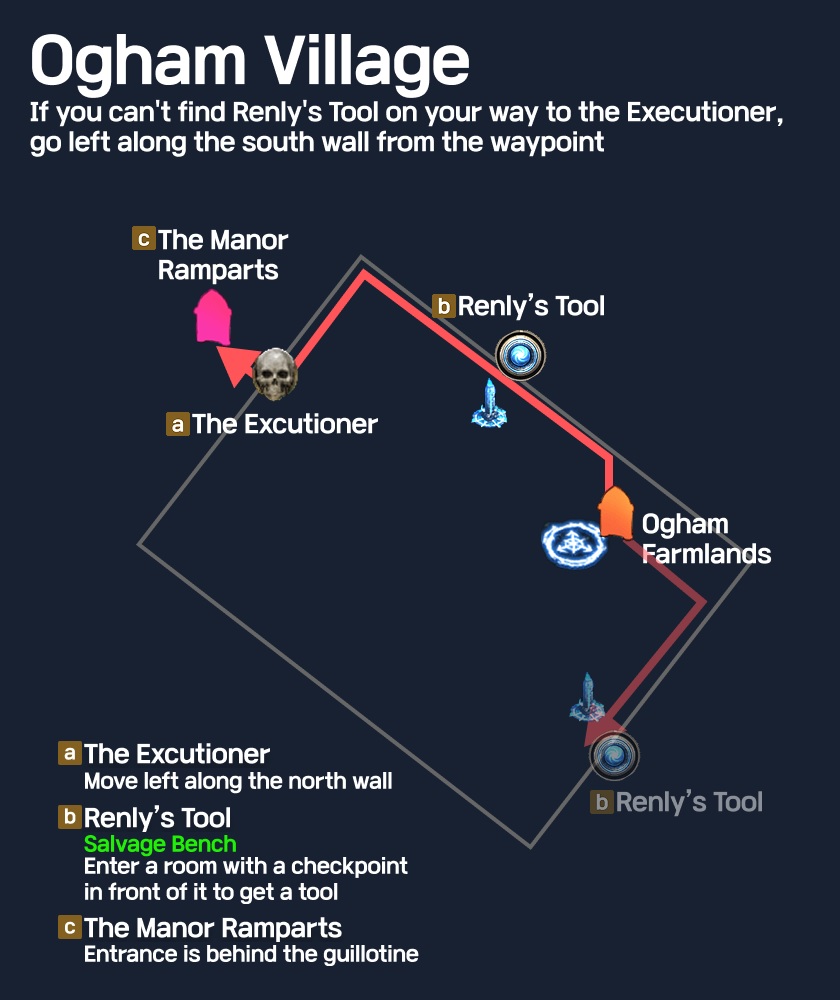 Ogham Village
If you can't find Renly's Tool on your way to the Executioner,
go left along the south wall from the waypoint
c The Manor
Ramparts
b Renly's Tool
a The Excutioner
Ogham
Farmlands
b Renly's Tool
a The Excutioner
Move left along the north wall
b Renly's Tool
Salvage Bench
Enter a room with a checkpoint
in front of it to get a tool
c The Manor Ramparts
Entrance is behind the guillotine